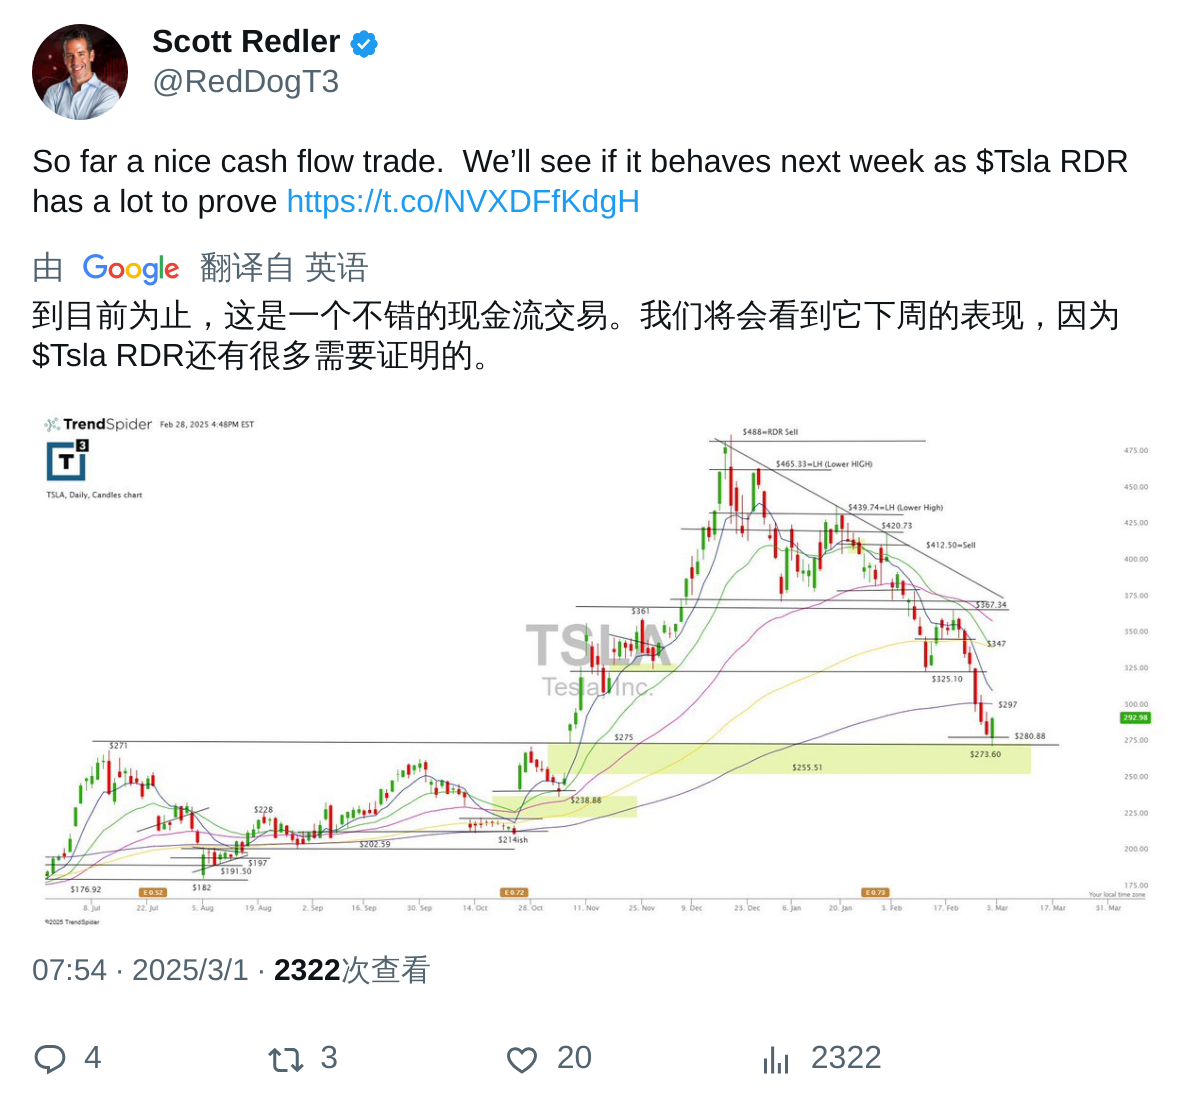 Scott Redler
@RedDogT3
So far a nice cash flow trade.  We’ll see if it behaves next week as $Tsla RDR
has a lot to prove https://t.co/NVXDFfKdgH
由 Google 翻译自 英语
到目前为止，这是一个不错的现金流交易。我们将会看到它下周的表现，因为
$Tsla RDR还有很多需要证明的。
TrendSpider Feb 28, 2025 4:48PM EST
T3
TSLA, Daily, Candles chart
$488=RDR Sell
475.00
$465.33=LH (Lower HIGH)
450.00
$439.74=LH (Lower High)
425.00
$420.73
$412.50=Sell
400.00
375.00
$367.34
$361
350.00
$347
TSLA
Tesla, Inc.
325.00
$325.10
300.00
$297
292.98
$280.88
$275
275.00
$271
$273.60
$255.51
250.00
$238.88
$228
225.00
$214ish
$202.59
200.00
$197
$191.50
$182
$176.92
175.00
E 0.52
E 0.72
E 0.73
Your local time zone
8. Jul 22. Jul 5. Aug 19. Aug 2. Sep 16. Sep 30. Sep 14. Oct 28. Oct 11. Nov 25. Nov 9. Dec 23. Dec 6. Jan 20. Jan 3. Feb 17. Feb 3. Mar 17. Mar 31. Mar
©2025 TrendSpider
07:54 · 2025/3/1 · 2322次查看
4 3 20 2322